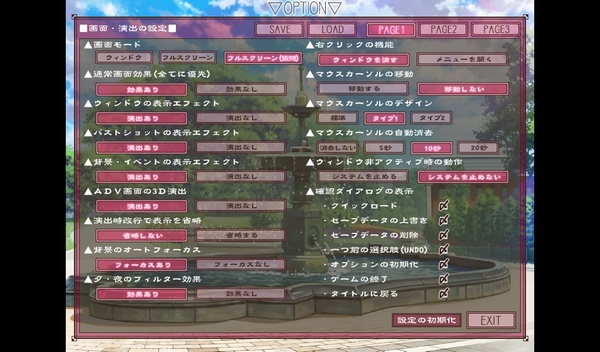 ▽OPTION▽
■画面・演出の設定■
SAVE LOAD PAGE1 PAGE2 PAGE3
▲画面モード
ウィンドウ フルスクリーン フルスクリーン(仮想)
▲通常画面効果(全てに優先)
効果あり 効果なし
▲ウィンドウの表示エフェクト
演出あり 演出なし
▲バストショットの表示エフェクト
演出あり 演出なし
▲背景・イベントの表示エフェクト
演出あり 演出なし
▲ADV画面の3D演出
演出あり 演出なし
▲演出時改行で表示を省略
省略しない 省略する
▲背景のオートフォーカス
フォーカスあり フォーカスなし
▲夕・夜のフィルター効果
効果あり 効果なし
▲右クリックの機能
ウィンドウを消す メニューを開く
▲マウスカーソルの移動
移動する 移動しない
▲マウスカーソルのデザイン
標準 タイプ1 タイプ2
▲マウスカーソルの自動消去
消去しない 5秒 10秒 20秒
▲ウィンドウ非アクティブ時の動作
システムを止める システムを止めない
▲確認ダイアログの表示
・クイックロード
・セーブデータの上書き
・セーブデータの削除
・一つ前の選択肢(UNDO)
・オプションの初期化
・ゲームの終了
・タイトルに戻る
設定の初期化 EXIT